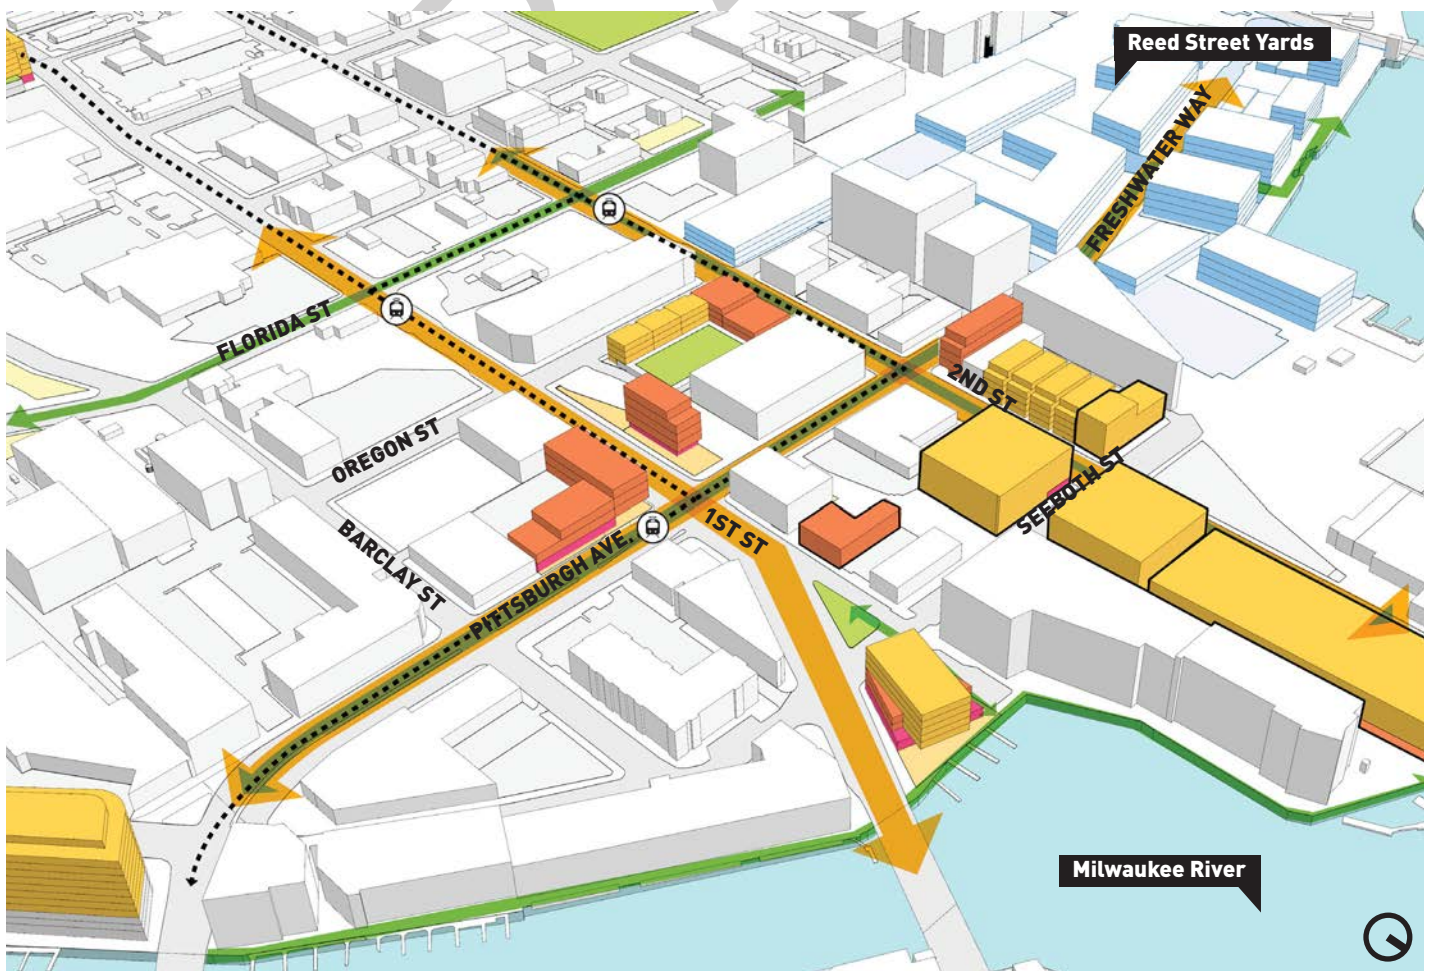 Reed Street Yards
FRESHWATER WAY
FLORIDA ST
2ND ST
OREGON ST
SEEBOTH ST
1ST ST
BARCLAY ST
PITTSBURGH AVE.
Milwaukee River